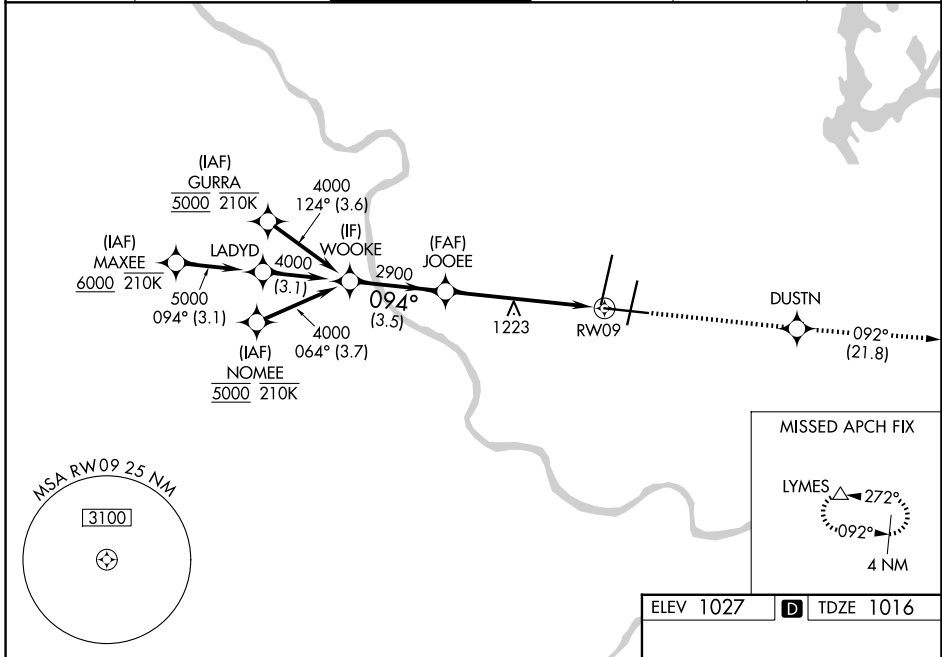 (IAF)
GURRA
5000 210K
4000
124° (3.6)
(IF)
WOOKE
(FAF)
JOOEE
(IAF)
MAXEE
6000 210K
LADYD
4000
(3.1)
2900
094°
(3.5)
5000
094° (3.1)
4000
064° (3.7)
(IAF)
NOMEE
5000 210K
1223
RW09
DUSTN
092°
(21.8)
MISSED APCH FIX
LYMES
272°
092°
4 NM
MSA RW09 25 NM
3100
ELEV 1027 D TDZE 1016